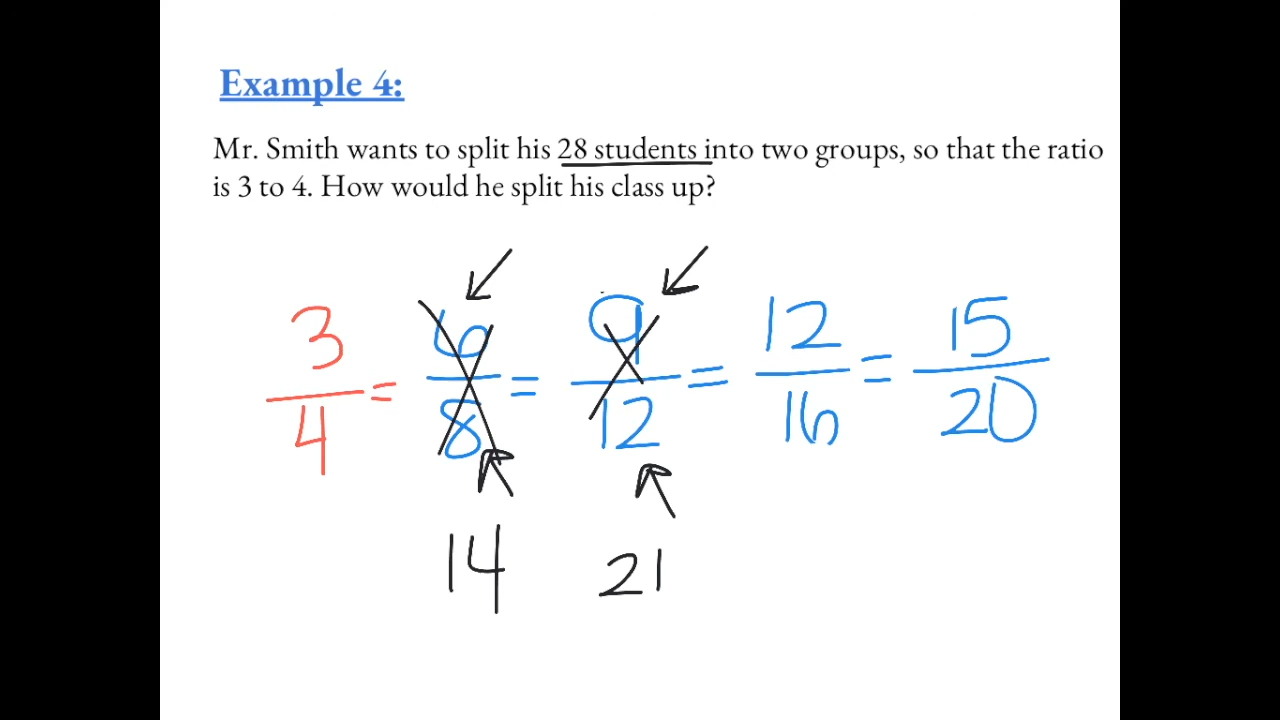 Example 4:
Mr. Smith wants to split his 28 students into two groups, so that the ratio
is 3 to 4. How would he split his class up?
3/4 = 6/8 = 9/12 = 12/16 = 15/20
14 21